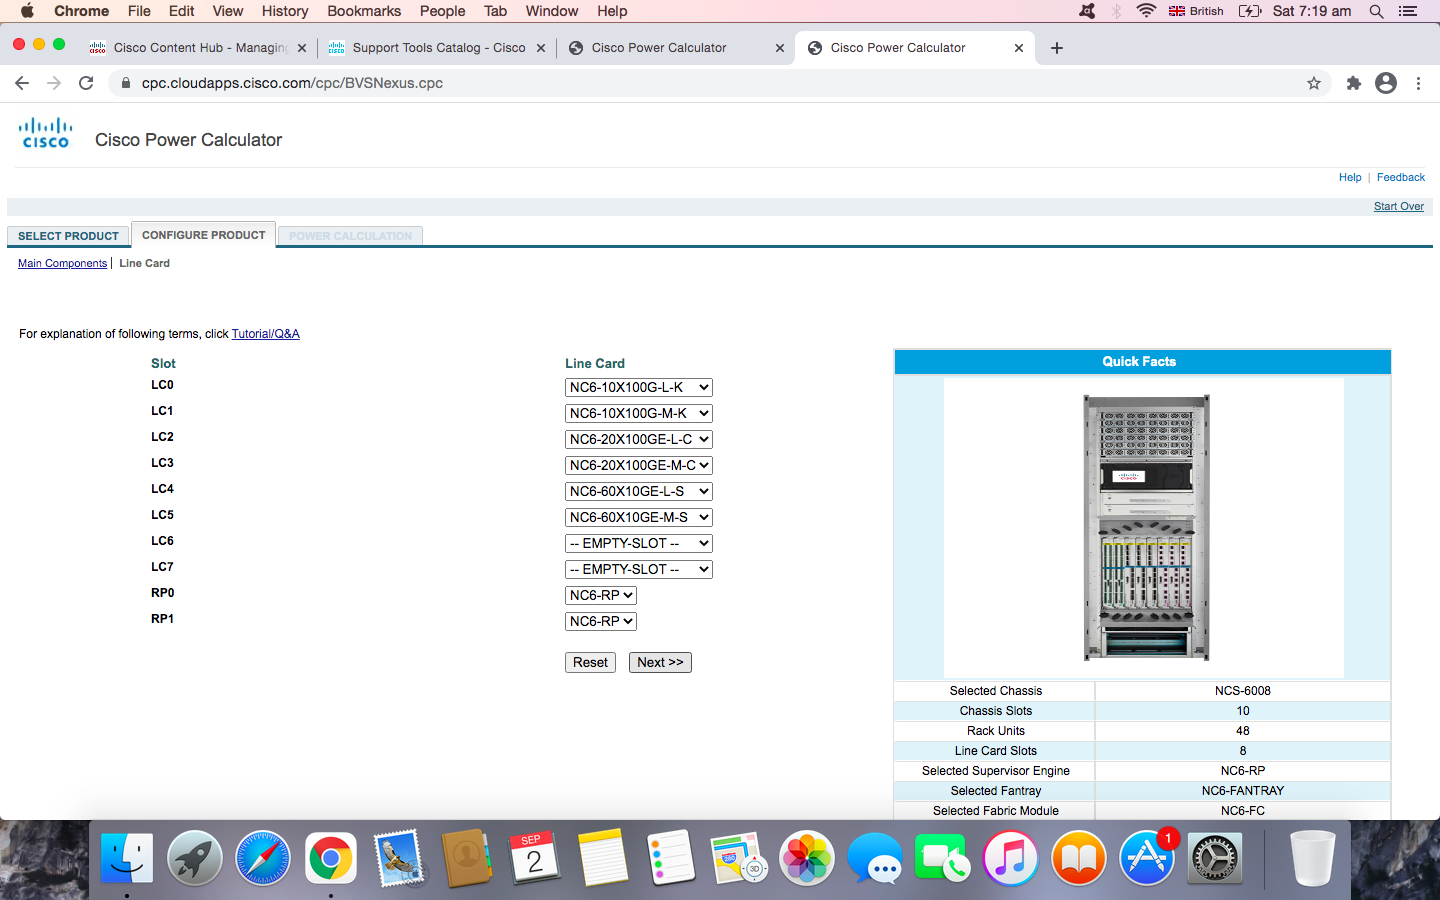 Chrome File Edit View History Bookmarks People Tab Window Help British Sat 7:19 am
Cisco Content Hub - Managing
Support Tools Catalog - Cisco
Cisco Power Calculator
Cisco Power Calculator
cpc.cloudapps.cisco.com/cpc/BVSNexus.cpc
CISCO Cisco Power Calculator
Help | Feedback
Start Over
SELECT PRODUCT CONFIGURE PRODUCT POWER CALCULATION
Main Components | Line Card
For explanation of following terms, click Tutorial/Q&A
Slot Line Card
LC0 NC6-10X100G-L-K
LC1 NC6-10X100G-M-K
LC2 NC6-20X100GE-L-C
LC3 NC6-20X100GE-M-C
LC4 NC6-60X10GE-L-S
LC5 NC6-60X10GE-M-S
LC6 -- EMPTY-SLOT --
LC7 -- EMPTY-SLOT --
RP0 NC6-RP
RP1 NC6-RP
Reset Next >>
Quick Facts
Selected Chassis NCS-6008
Chassis Slots 10
Rack Units 48
Line Card Slots 8
Selected Supervisor Engine NC6-RP
Selected Fantray NC6-FANTRAY
Selected Fabric Module NC6-FC
SEP
2
280
3D
1